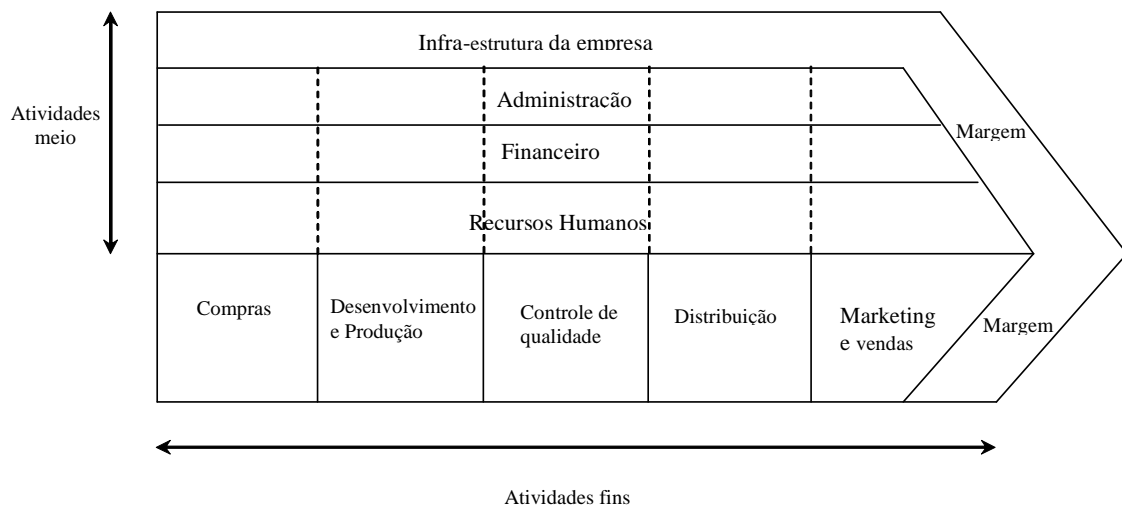 Infra-estrutura da empresa
Administração
Atividades
meio
Margem
Financeiro
Recursos Humanos
Compras
Desenvolvimento
e Produção
Controle de
qualidade
Distribuição
Marketing
e vendas
Margem
Atividades fins